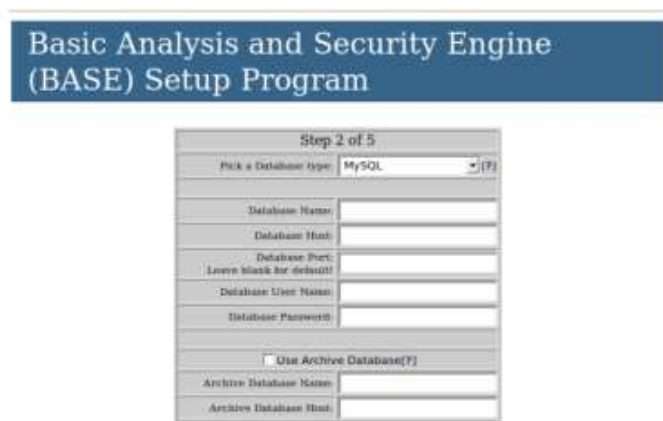 Basic Analysis and Security Engine
(BASE) Setup Program
Step 2 of 5
Pick a Database type: MySQL [?]
Database Name:
Database Host:
Database Port:
Leave blank for default!
Database User Name:
Database Password:
Use Archive Database[?]
Archive Database Name:
Archive Database Host: